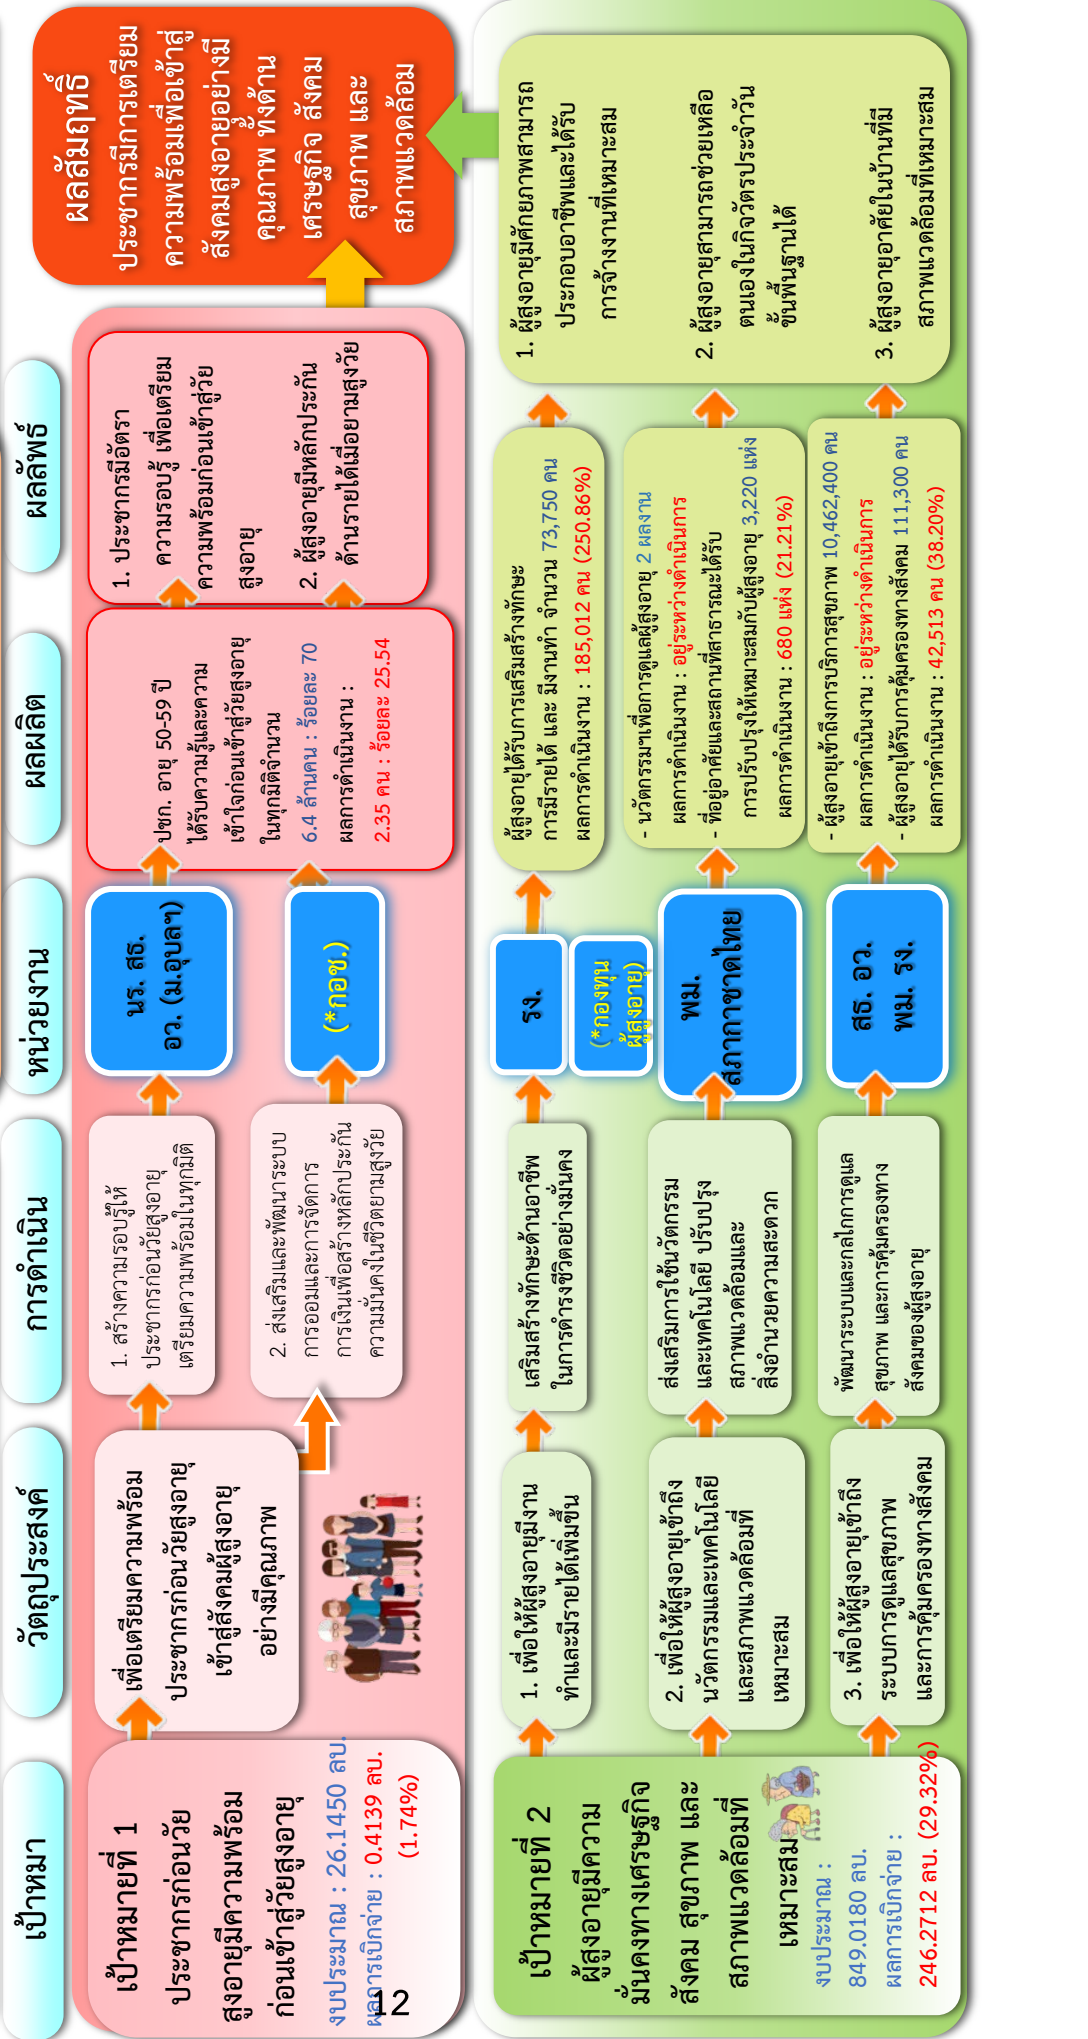 เป้าหมา
วัตถุประสงค์
การดำเนิน
หน่วยงาน
ผลผลิต
ผลลัพธ์
เป้าหมายที่ 1
ประชากรก่อนวัย
สูงอายุมีความพร้อม
ก่อนเข้าสู่วัยสูงอายุ
งบประมาณ : 26.1450 ลบ.
ผลการเบิกจ่าย : 0.4139 ลบ.
(1.74%)
เพื่อเตรียมความพร้อม
ประชากรก่อนวัยสูงอายุ
เข้าสู่สังคมผู้สูงอายุ
อย่างมีคุณภาพ
1. สร้างความรอบรู้ให้
ประชากรก่อนวัยสูงอายุ
เตรียมความพร้อมในทุกมิติ
2. ส่งเสริมและพัฒนาระบบ
การออมและการจัดการ
การเงินเพื่อสร้างหลักประกัน
ความมั่นคงในชีวิตยามสูงวัย
นร. สธ.
อว. (ม.อุบลฯ)
(*กอช.)
ปชก. อายุ 50-59 ปี
ได้รับความรู้และความ
เข้าใจก่อนเข้าสู่วัยสูงอายุ
ในทุกมิติจำนวน
6.4 ล้านคน : ร้อยละ 70
ผลการดำเนินงาน :
2.35 คน : ร้อยละ 25.54
1. ประชากรมีอัตรา
ความรอบรู้ เพื่อเตรียม
ความพร้อมก่อนเข้าสู่วัย
สูงอายุ
2. ผู้สูงอายุมีหลักประกัน
ด้านรายได้เมื่อยามสูงวัย
ผลสัมฤทธิ์
ประชากรมีการเตรียม
ความพร้อมเพื่อเข้าสู่
สังคมสูงอายุอย่างมี
คุณภาพ ทั้งด้าน
เศรษฐกิจ สังคม
สุขภาพ และ
สภาพแวดล้อม
เป้าหมายที่ 2
ผู้สูงอายุมีความ
มั่นคงทางเศรษฐกิจ
สังคม สุขภาพ และ
สภาพแวดล้อมที่
เหมาะสม
งบประมาณ :
849.0180 ลบ.
ผลการเบิกจ่าย :
246.2712 ลบ. (29.32%)
1. เพื่อให้ผู้สูงอายุมีงาน
ทำและมีรายได้เพิ่มขึ้น
2. เพื่อให้ผู้สูงอายุเข้าถึง
นวัตกรรมและเทคโนโลยี
และสภาพแวดล้อมที่
เหมาะสม
3. เพื่อให้ผู้สูงอายุเข้าถึง
ระบบการดูแลสุขภาพ
และการคุ้มครองทางสังคม
เสริมสร้างทักษะด้านอาชีพ
ในการดำรงชีวิตอย่างมั่นคง
ส่งเสริมการใช้นวัตกรรม
และเทคโนโลยี ปรับปรุง
สภาพแวดล้อมและ
สิ่งอำนวยความสะดวก
พัฒนาระบบและกลไกการดูแล
สุขภาพ และการคุ้มครองทาง
สังคมของผู้สูงอายุ
รง.
(*กองทุน
ผู้สูงอายุ)
พม.
สภากาชาดไทย
สธ. อว.
พม. รง.
ผู้สูงอายุได้รับการเสริมสร้างทักษะ
การมีรายได้ และ มีงานทำ จำนวน 73,750 คน
ผลการดำเนินงาน : 185,012 คน (250.86%)
- นวัตกรรมฯเพื่อการดูแลผู้สูงอายุ 2 ผลงาน
ผลการดำเนินงาน : อยู่ระหว่างดำเนินการ
- ที่อยู่อาศัยและสถานที่สาธารณะได้รับ
การปรับปรุงให้เหมาะสมกับผู้สูงอายุ 3,220 แห่ง
ผลการดำเนินงาน : 680 แห่ง (21.21%)
- ผู้สูงอายุเข้าถึงการบริการสุขภาพ 10,462,400 คน
ผลการดำเนินงาน : อยู่ระหว่างดำเนินการ
- ผู้สูงอายุได้รับการคุ้มครองทางสังคม 111,300 คน
ผลการดำเนินงาน : 42,513 คน (38.20%)
1. ผู้สูงอายุมีศักยภาพสามารถ
ประกอบอาชีพและได้รับ
การจ้างงานที่เหมาะสม
2. ผู้สูงอายุสามารถช่วยเหลือ
ตนเองในกิจวัตรประจำวัน
ขั้นพื้นฐานได้
3. ผู้สูงอายุอาศัยในบ้านที่มี
สภาพแวดล้อมที่เหมาะสม
12